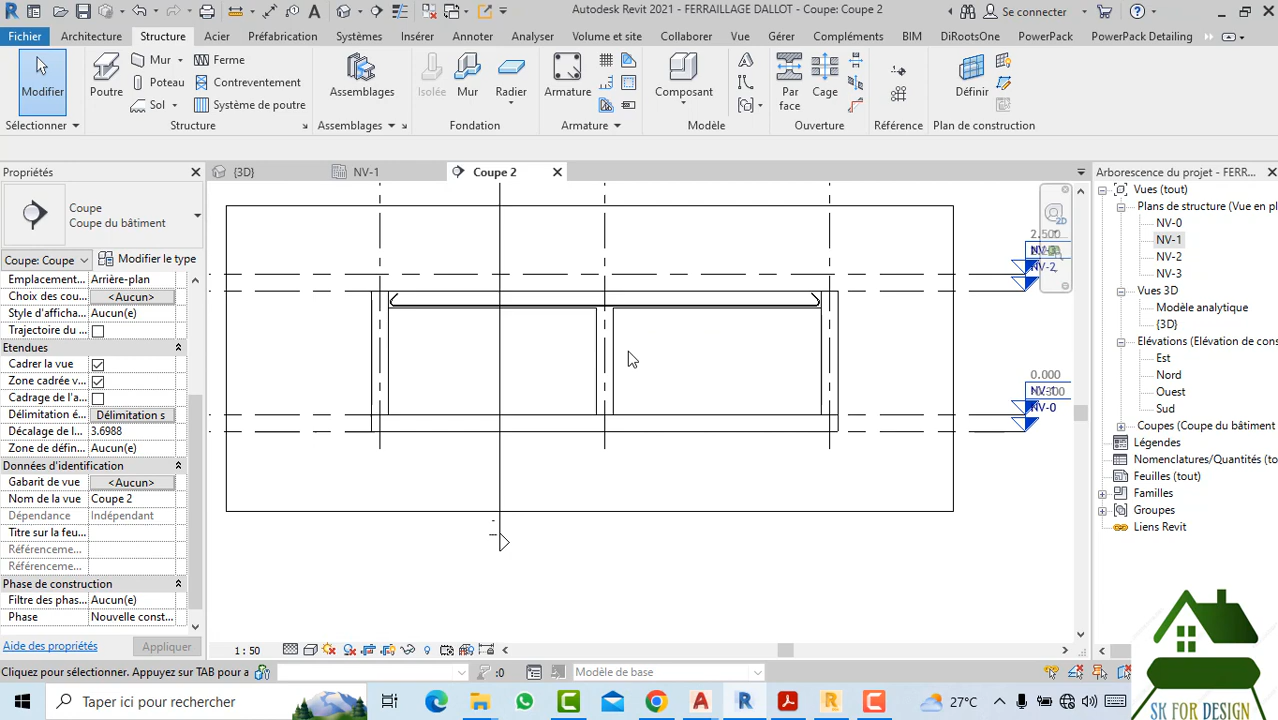 Autodesk Revit 2021 - FERRAILLAGE DALLOT - Coupe: Coupe 2
Se connecter
Fichier Architecture Structure Acier Préfabrication Systèmes Insérer Annoter Analyser Volume et site Collaborer Vue Gérer Compléments BIM DiRootsOne PowerPack PowerPack Detailing
Modifier
Poutre
Mur
Poteau
Sol
Ferme
Contreventement
Système de poutre
Assemblages
Isolée
Mur
Radier
Armature
Composant
Par face
Cage
Définir
Sélectionner
Structure
Assemblages
Fondation
Armature
Modèle
Ouverture
Référence
Plan de construction
Propriétés
{3D}
NV-1
Coupe 2
Arborescence du projet - FERR...
Coupe
Coupe du bâtiment
Coupe: Coupe
Modifier le type
Emplacement... Arrière-plan
Choix des cou... <Aucun>
Style d'afficha... Aucun(e)
Trajectoire du
Etendues
Cadrer la vue
Zone cadrée v...
Cadrage de l'a...
Délimitation é... Délimitation s
Décalage de l... 3.6988
Zone de défin... Aucun(e)
Données d'identification
Gabarit de vue <Aucun>
Nom de la vue Coupe 2
Dépendance Indépendant
Titre sur la feu...
Référenceme...
Référenceme...
Phase de construction
Filtre des phas... Aucun(e)
Phase Nouvelle const...
Aide des propriétés
Appliquer
2D
2.500
NV-2
0.000
NV-0
Vues (tout)
Plans de structure (Vue en pl
NV-0
NV-1
NV-2
NV-3
Vues 3D
Modèle analytique
{3D}
Elévations (Elévation de cons
Est
Nord
Ouest
Sud
Coupes (Coupe du bâtiment
Légendes
Nomenclatures/Quantités (to
Feuilles (tout)
Familles
Groupes
Liens Revit
1 : 50
Cliquez pour sélectionner. Appuyez sur TAB pour a
:0
Modèle de base
Taper ici pour rechercher
27°C
SK FOR DESIGN